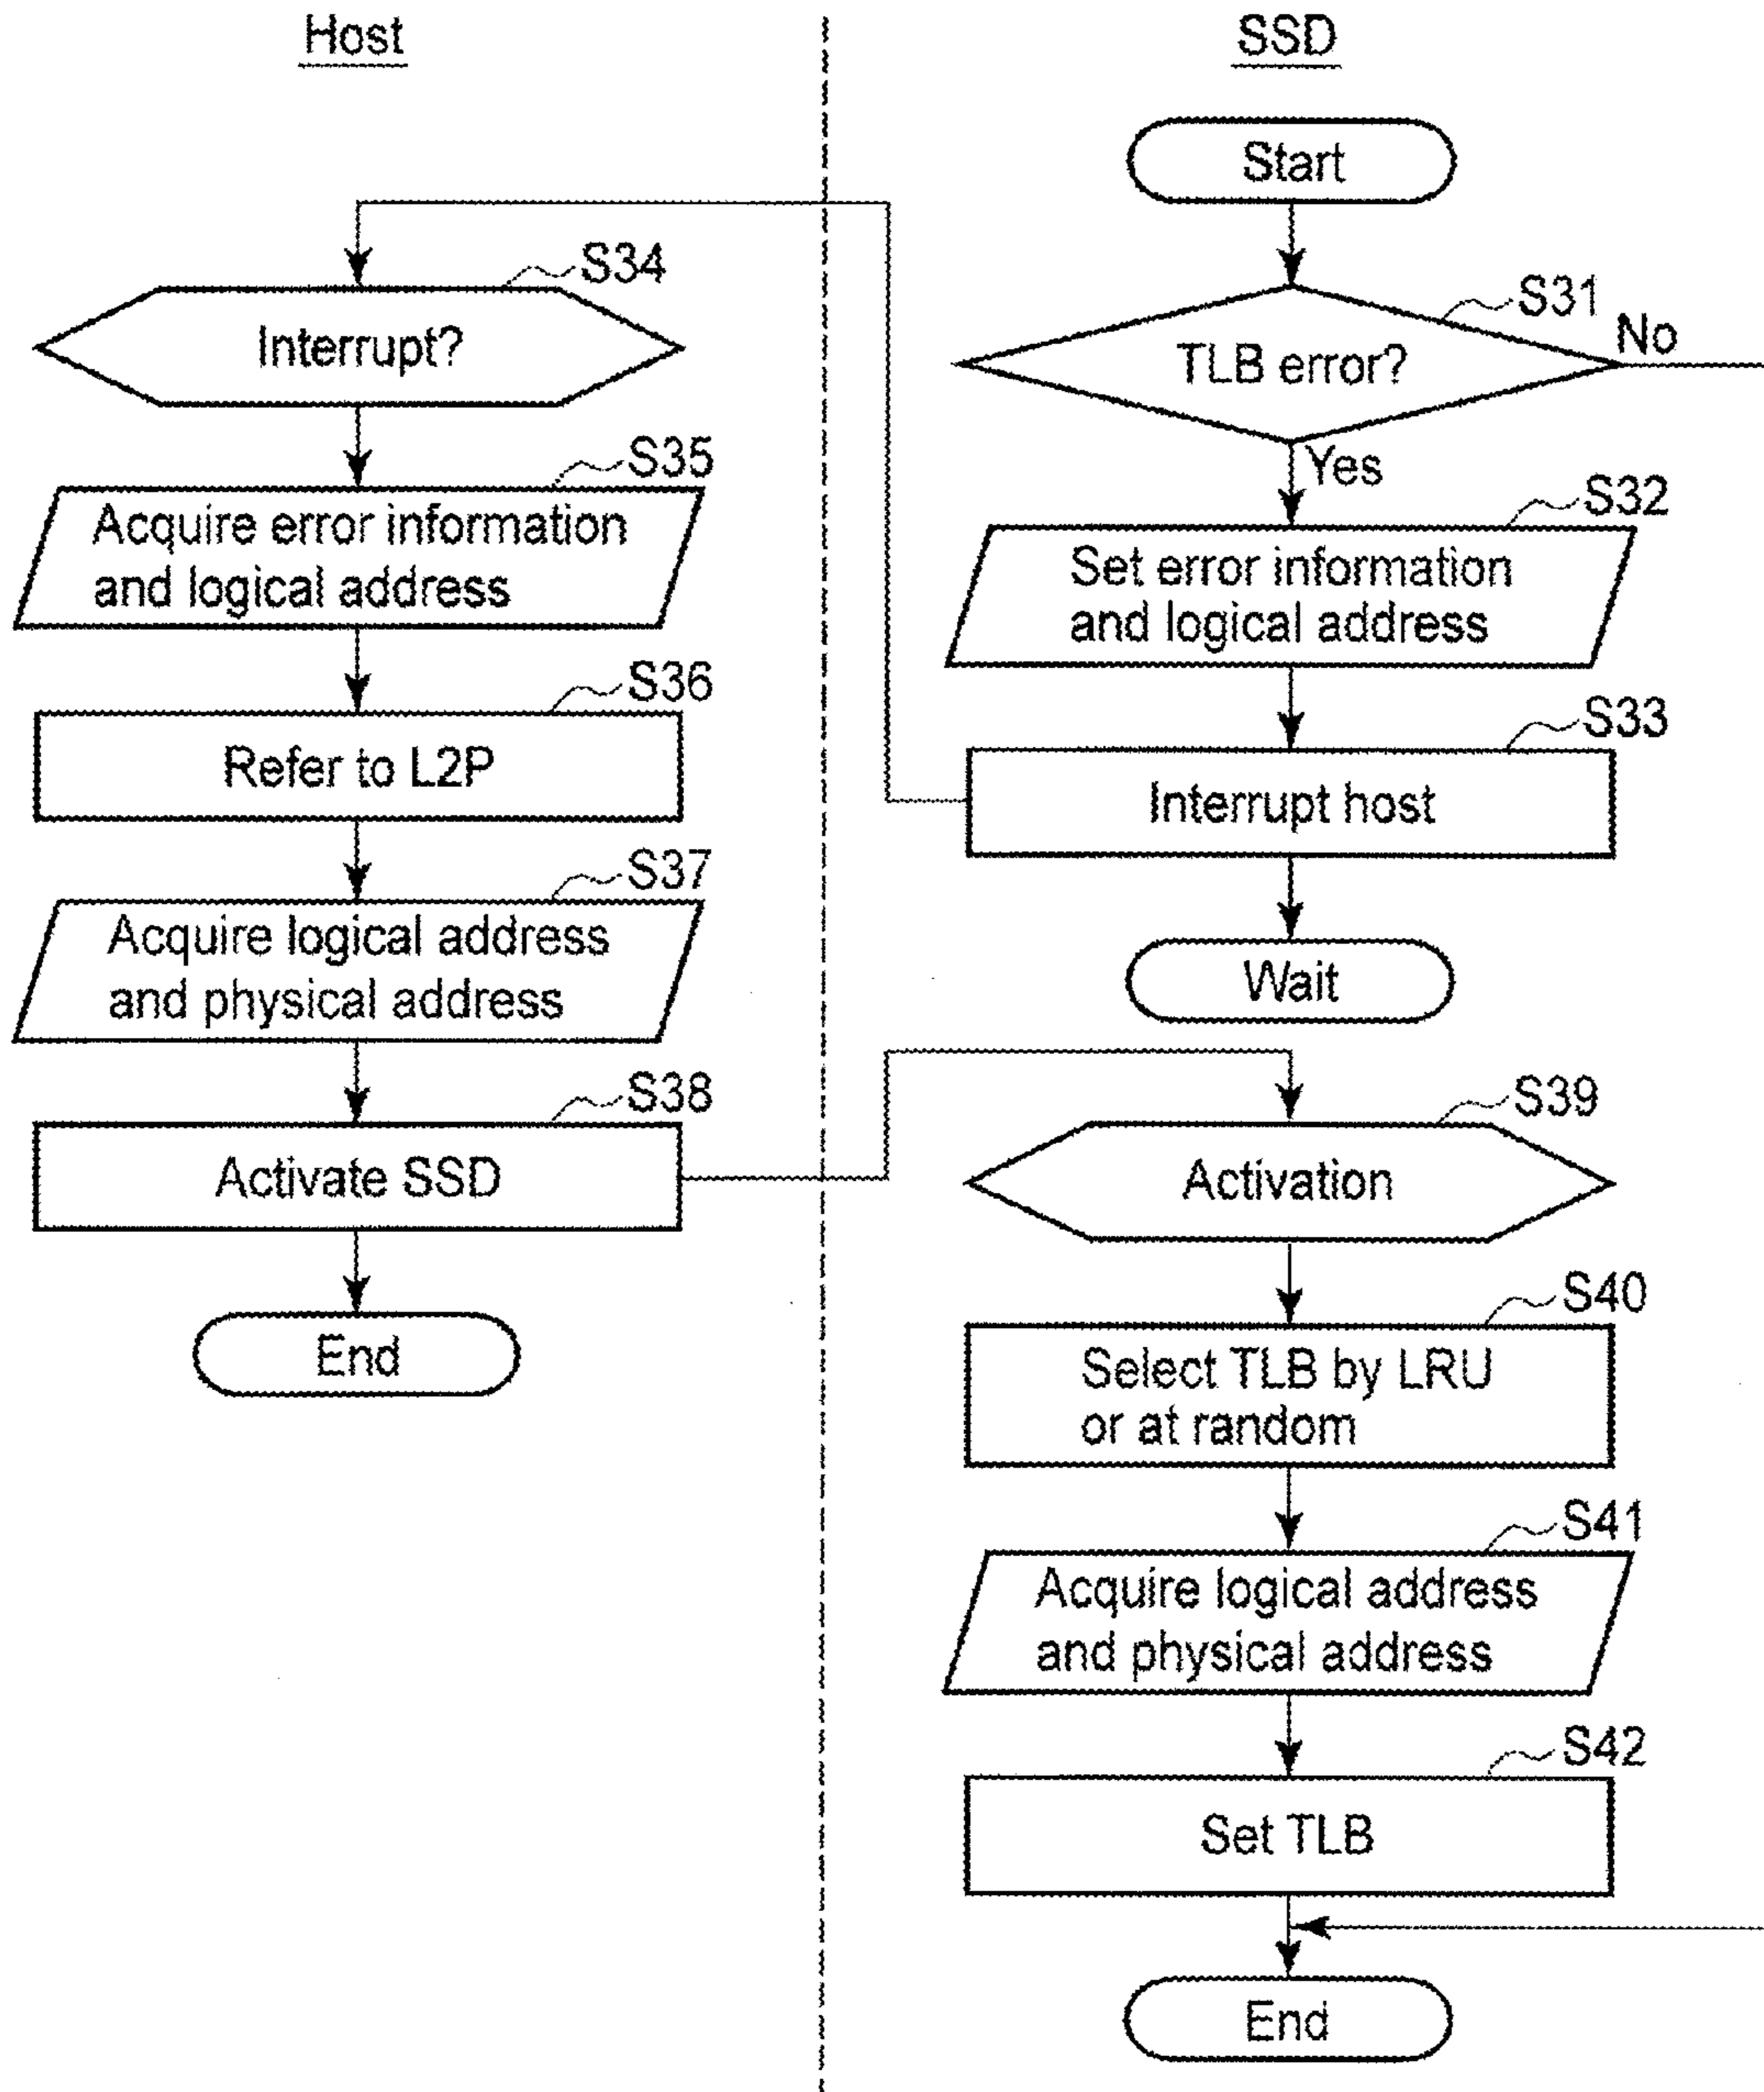 Host
S34
Interrupt?
S35
Acquire error information
and logical address
S36
Refer to L2P
S37
Acquire logical address
and physical address
S38
Activate SSD
End
SSD
Start
S31
TLB error?
No
Yes
S32
Set error information
and logical address
S33
Interrupt host
Wait
S39
Activation
S40
Select TLB by LRU
or at random
S41
Acquire logical address
and physical address
S42
Set TLB
End